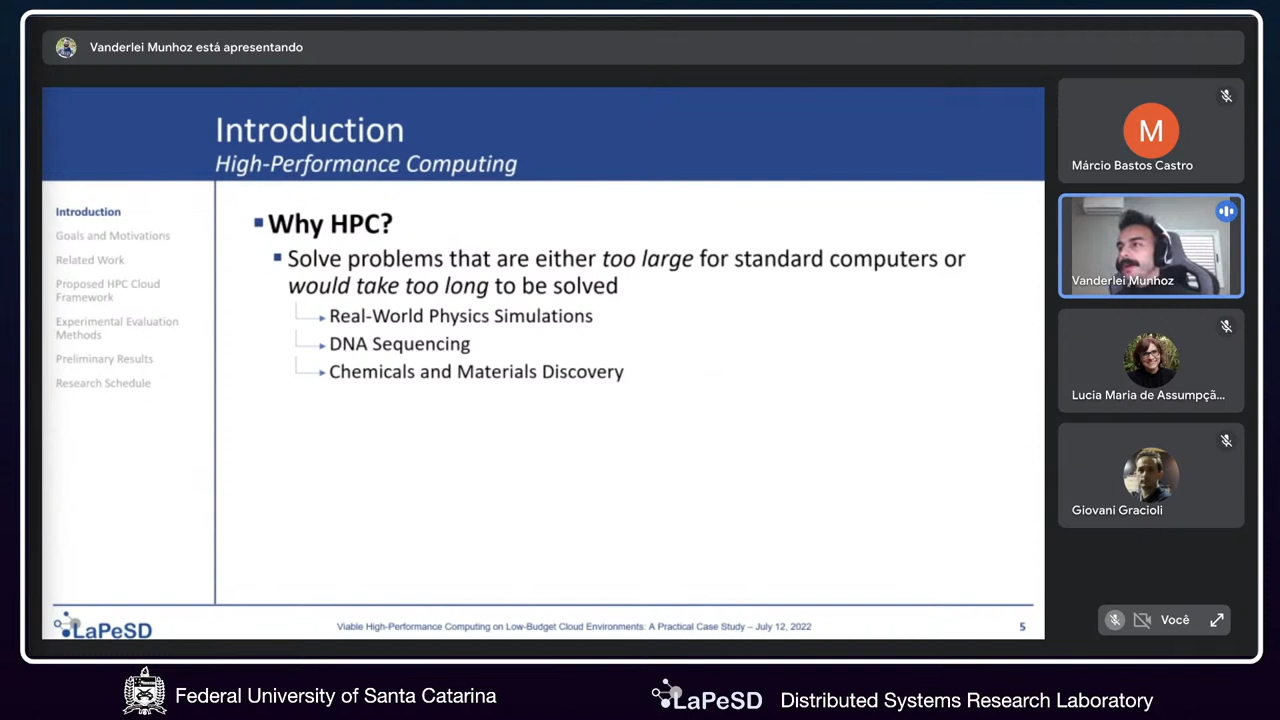 Vanderlei Munhoz está apresentando
Introduction
High-Performance Computing
Introduction
Goals and Motivations
Related Work
Proposed HPC Cloud
Framework
Experimental Evaluation
Methods
Preliminary Results
Research Schedule
Why HPC?
Solve problems that are either too large for standard computers or
would take too long to be solved
Real-World Physics Simulations
DNA Sequencing
Chemicals and Materials Discovery
LaPeSD
Viable High-Performance Computing on Low-Budget Cloud Environments: A Practical Case Study – July 12, 2022
5
M
Márcio Bastos Castro
Vanderlei Munhoz
Lucia Maria de Assumpçã...
Giovani Gracioli
Você
Federal University of Santa Catarina
LaPeSD
Distributed Systems Research Laboratory